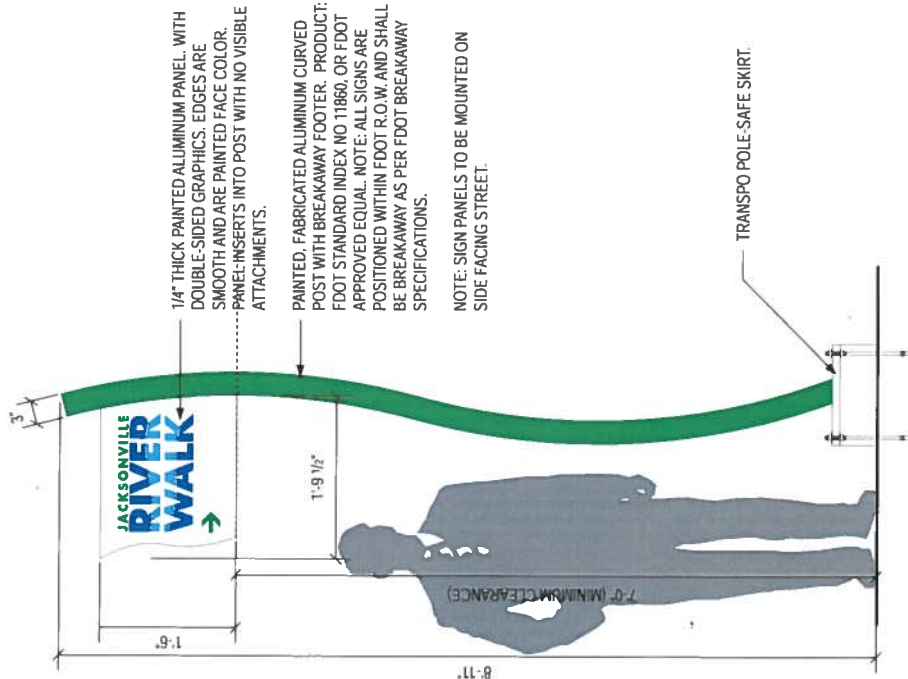 3"
JACKSONVILLE
RIVER
WALK
1'-6"
1'-9 1/2"
7'-0" (MINIMUM CLEARANCE)
8'-11"
1/4" THICK PAINTED ALUMINUM PANEL. WITH
DOUBLE-SIDED GRAPHICS. EDGES ARE
SMOOTH AND ARE PAINTED FACE COLOR.
PANEL INSERTS INTO POST WITH NO VISIBLE
ATTACHMENTS.
PAINTED, FABRICATED ALUMINUM CURVED
POST WITH BREAKAWAY FOOTER. PRODUCT:
FDOT STANDARD INDEX NO 11860, OR FDOT
APPROVED EQUAL. NOTE: ALL SIGNS ARE
POSITIONED WITHIN FDOT R.O.W. AND SHALL
BE BREAKAWAY AS PER FDOT BREAKAWAY
SPECIFICATIONS.
NOTE: SIGN PANELS TO BE MOUNTED ON
SIDE FACING STREET.
TRANSPO POLE-SAFE SKIRT.